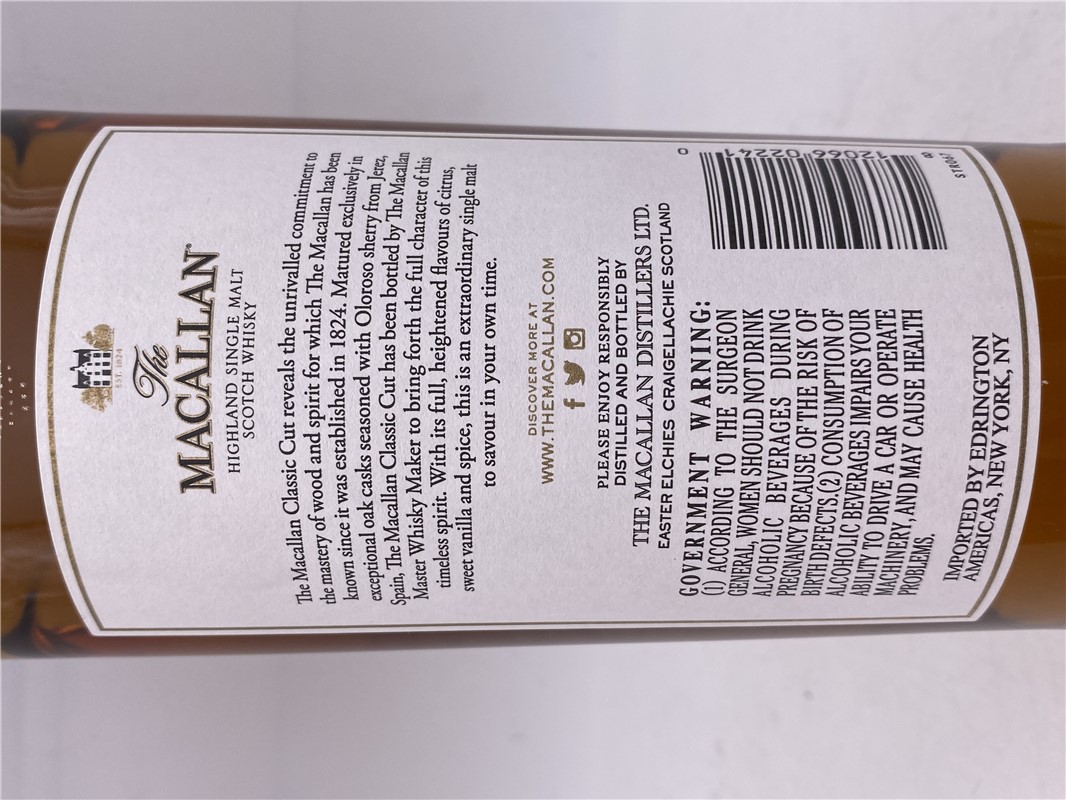 EST. 1824
The
MACALLAN®
HIGHLAND SINGLE MALT
SCOTCH WHISKY
The Macallan Classic Cut reveals the unrivalled commitment to
the mastery of wood and spirit for which The Macallan has been
known since it was established in 1824. Matured exclusively in
exceptional oak casks seasoned with Oloroso sherry from Jerez,
Spain, The Macallan Classic Cut has been bottled by The Macallan
Master Whisky Maker to bring forth the full character of this
timeless spirit. With its full, heightened flavours of citrus,
sweet vanilla and spice, this is an extraordinary single malt
to savour in your own time.
DISCOVER MORE AT
WWW.THEMACALLAN.COM
PLEASE ENJOY RESPONSIBLY
DISTILLED AND BOTTLED BY
THE MACALLAN DISTILLERS LTD.
EASTER ELCHIES CRAIGELLACHIE SCOTLAND
GOVERNMENT WARNING:
(1) ACCORDING TO THE SURGEON
GENERAL, WOMEN SHOULD NOT DRINK
ALCOHOLIC BEVERAGES DURING
PREGNANCY BECAUSE OF THE RISK OF
BIRTH DEFECTS. (2) CONSUMPTION OF
ALCOHOLIC BEVERAGES IMPAIRS YOUR
ABILITY TO DRIVE A CAR OR OPERATE
MACHINERY, AND MAY CAUSE HEALTH
PROBLEMS.
0 12066 02241 8
STR067
IMPORTED BY EDRINGTON
AMERICAS, NEW YORK, NY